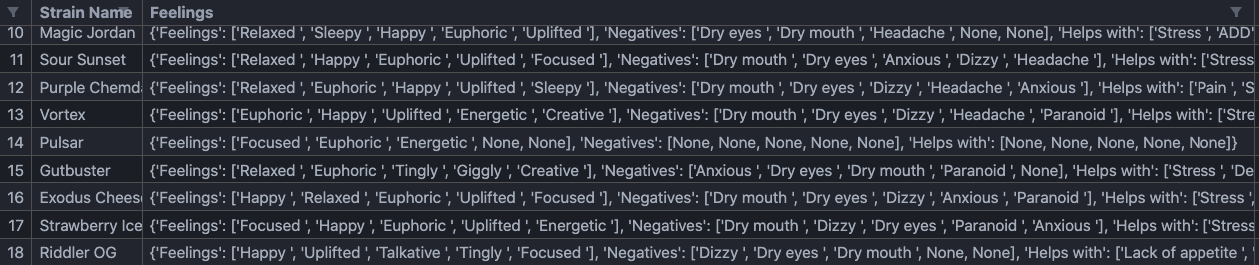 Strain Name Feelings
10 Magic Jordan {'Feelings': ['Relaxed ', 'Sleepy ', 'Happy ', 'Euphoric ', 'Uplifted '], 'Negatives': ['Dry eyes ', 'Dry mouth ', 'Headache ', None, None], 'Helps with': ['Stress ', 'ADD'
11 Sour Sunset {'Feelings': ['Relaxed ', 'Happy ', 'Euphoric ', 'Uplifted ', 'Focused '], 'Negatives': ['Dry mouth ', 'Dry eyes ', 'Anxious ', 'Dizzy ', 'Headache '], 'Helps with': ['Stress
12 Purple Chemd {'Feelings': ['Relaxed ', 'Euphoric ', 'Happy ', 'Uplifted ', 'Sleepy '], 'Negatives': ['Dry mouth ', 'Dry eyes ', 'Dizzy ', 'Headache ', 'Anxious '], 'Helps with': ['Pain ', 'S
13 Vortex {'Feelings': ['Euphoric ', 'Happy ', 'Uplifted ', 'Energetic ', 'Creative '], 'Negatives': ['Dry mouth ', 'Dry eyes ', 'Dizzy ', 'Headache ', 'Paranoid '], 'Helps with': ['Stre
14 Pulsar {'Feelings': ['Focused ', 'Euphoric ', 'Energetic ', None, None], 'Negatives': [None, None, None, None, None], 'Helps with': [None, None, None, None, None]}
15 Gutbuster {'Feelings': ['Relaxed ', 'Euphoric ', 'Tingly ', 'Giggly ', 'Creative '], 'Negatives': ['Anxious ', 'Dry eyes ', 'Dry mouth ', 'Paranoid ', None], 'Helps with': ['Stress ', 'De
16 Exodus Chees {'Feelings': ['Happy ', 'Relaxed ', 'Euphoric ', 'Uplifted ', 'Creative '], 'Negatives': ['Dry mouth ', 'Dry eyes ', 'Dizzy ', 'Anxious ', 'Paranoid '], 'Helps with': ['Stress ',
17 Strawberry Ice {'Feelings': ['Focused ', 'Happy ', 'Euphoric ', 'Uplifted ', 'Energetic '], 'Negatives': ['Dry mouth ', 'Dizzy ', 'Dry eyes ', 'Paranoid ', 'Anxious '], 'Helps with': ['Stress
18 Riddler OG {'Feelings': ['Happy ', 'Uplifted ', 'Talkative ', 'Tingly ', 'Focused '], 'Negatives': ['Dizzy ', 'Dry eyes ', 'Dry mouth ', None, None], 'Helps with': ['Lack of appetite ', '